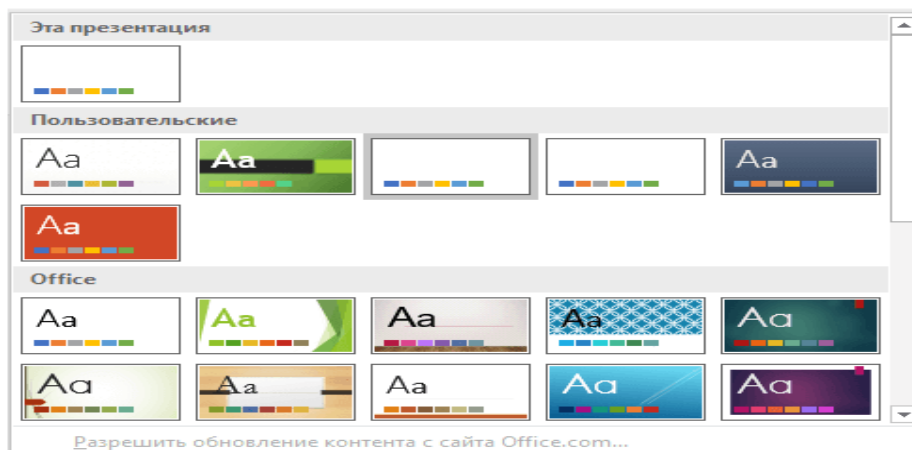 Эта презентация
Пользовательские
Aa Aa Aa
Aa
Office
Aa Aa Aa Aa Aa
Aa Aa Aa Aa Aa
Разрешить обновление контента с сайта Office.com...